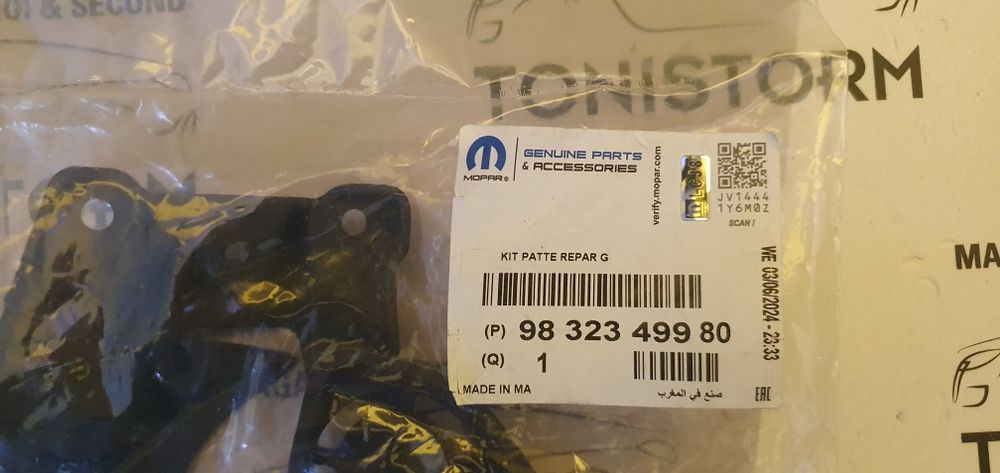 & SECOND
TONISTORM
MOPAR®
GENUINE PARTS
& ACCESSORIES
verify.mopar.com
LCJG
JV1444
1Y6M0Z
SCAN!
KIT PATTE REPAR G
WE 03/06/2024 - 23:33
(P) 98 323 499 80
(Q) 1
MADE IN MA
صنع في المغرب
EAC
MA
T